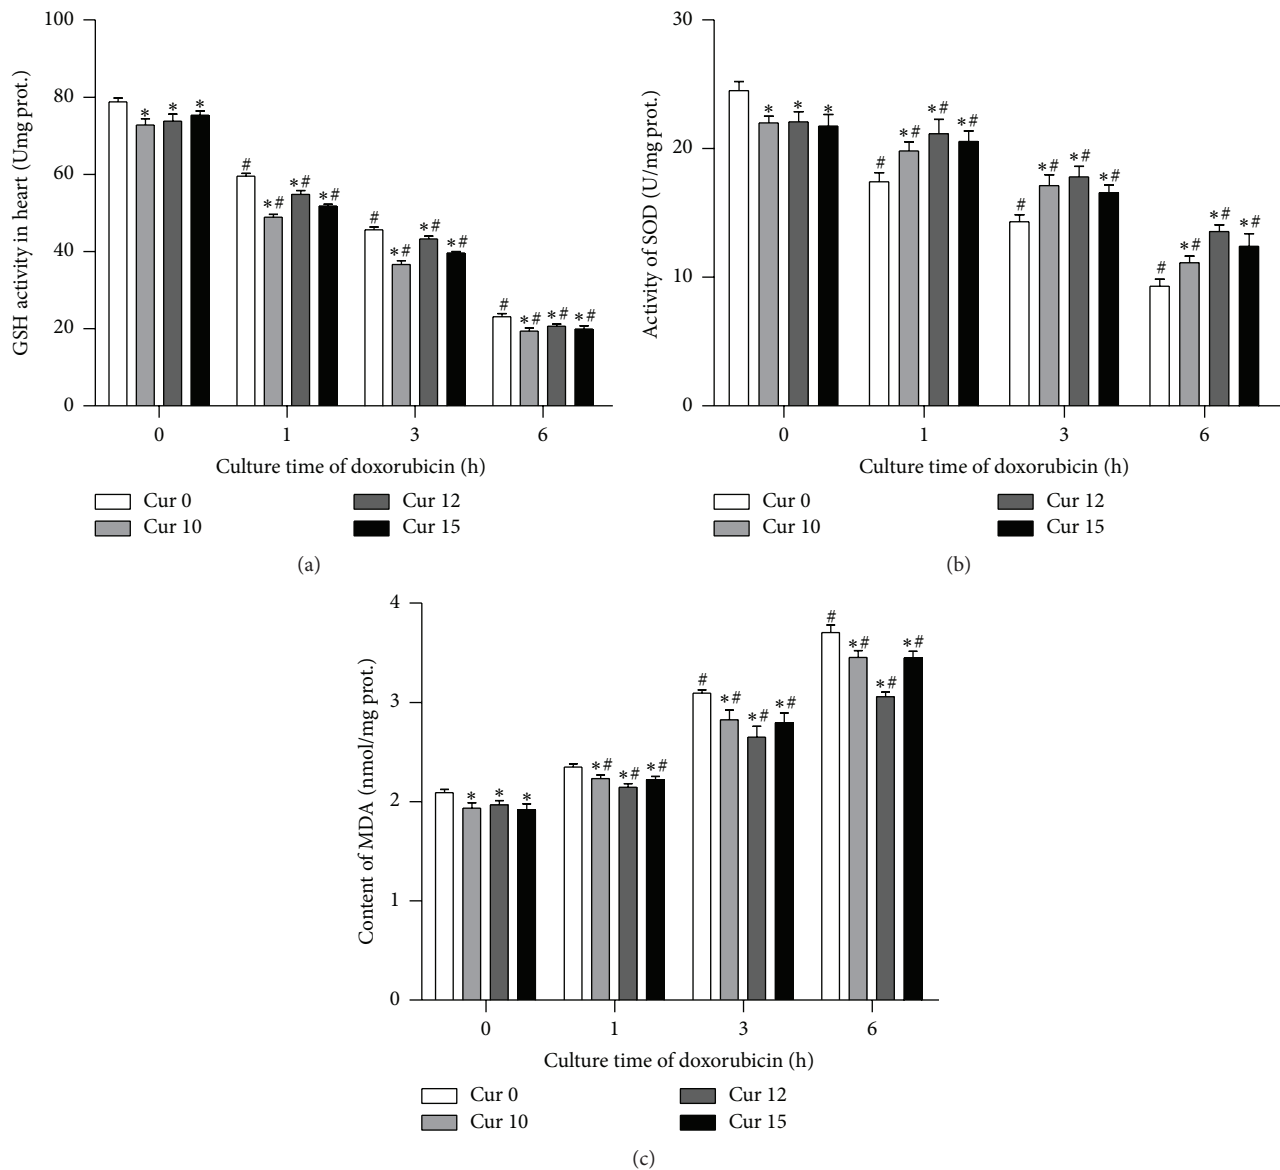 GSH activity in heart (Umg prot.)
100
80
60
40
20
0
* * *
# *# *# *#
# *# *# *#
# *# *# *#
0 1 3 6
Culture time of doxorubicin (h)
Cur 0 Cur 12
Cur 10 Cur 15
(a)
Activity of SOD (U/mg prot.)
30
20
10
0
* * *
# *# *# *#
# *# *# *#
# *# *# *#
0 1 3 6
Culture time of doxorubicin (h)
Cur 0 Cur 12
Cur 10 Cur 15
(b)
Content of MDA (nmol/mg prot.)
4
3
2
1
0
* * *
*# *# *#
# *# *# *#
# *# *# *#
0 1 3 6
Culture time of doxorubicin (h)
Cur 0 Cur 12
Cur 10 Cur 15
(c)